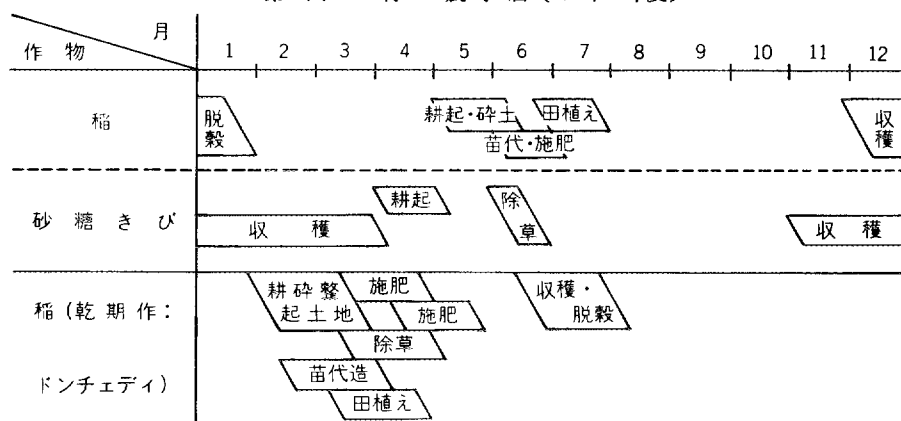 月
作物
1 2 3 4 5 6 7 8 9 10 11 12
稲
脱穀
耕起・砕土
田植え
苗代・施肥
収穫
砂糖きび
収穫
耕起
除草
収穫
稲(乾期作:
ドンチェディ)
耕起砕土整地
施肥
施肥
除草
苗代造
田植え
収穫・脱穀